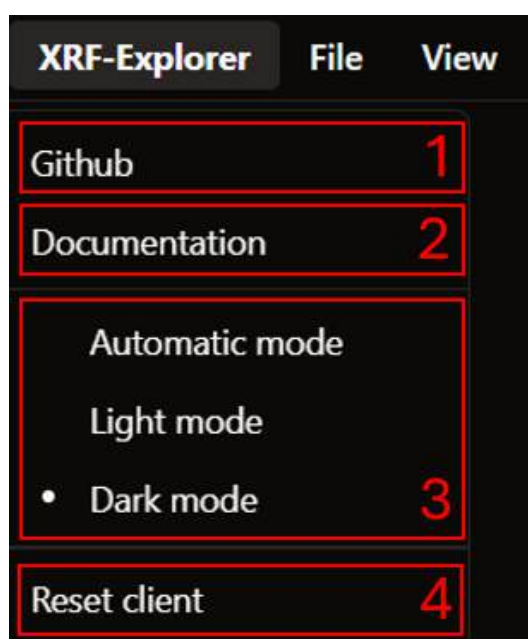 XRF-Explorer File View
Github 1
Documentation 2
Automatic mode
Light mode
• Dark mode 3
Reset client 4